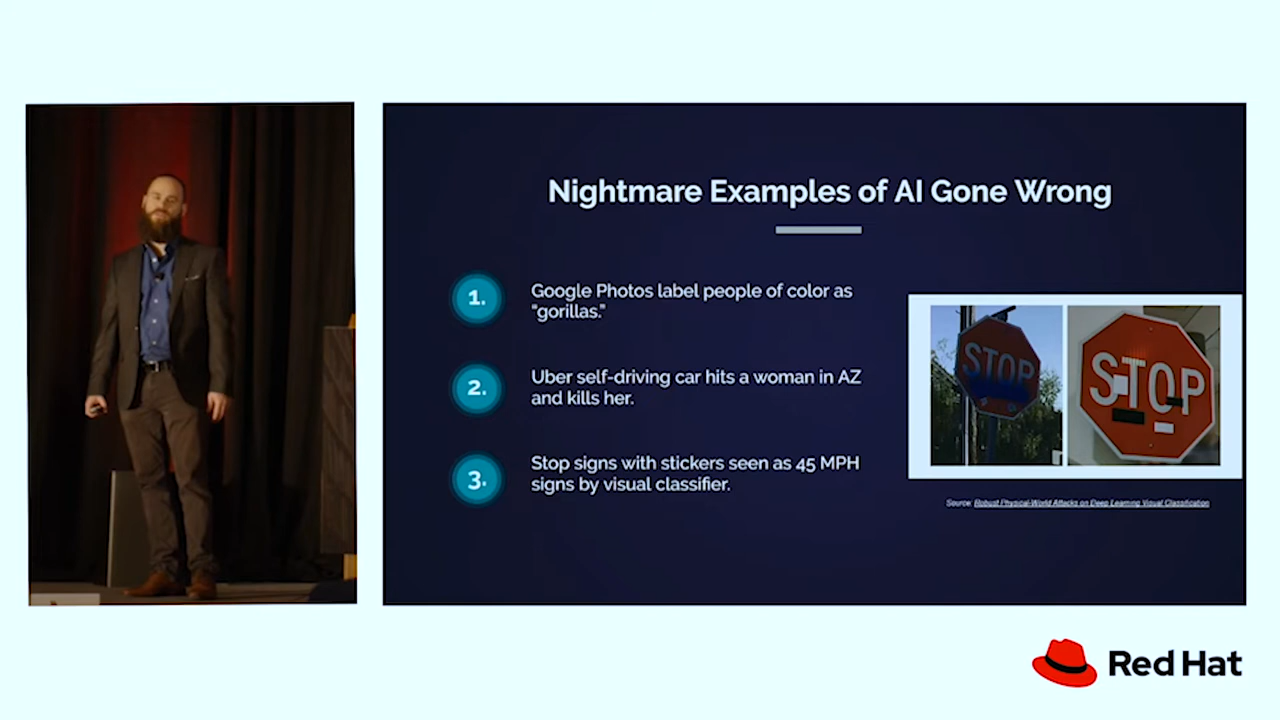 Nightmare Examples of AI Gone Wrong
1.
Google Photos label people of color as
“gorillas.”
2.
Uber self-driving car hits a woman in AZ
and kills her.
3.
Stop signs with stickers seen as 45 MPH
signs by visual classifier.
STOP
STOP
Source: Robust Physical-World Attacks on Deep Learning Visual Classification
Red Hat